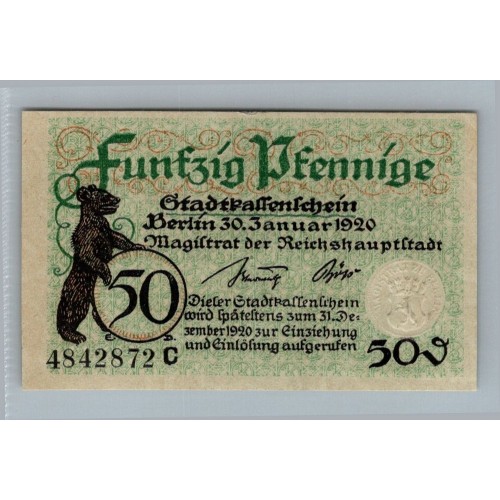 Funfzig Pfennige
Stadtkassenschein
Berlin 30. Januar 1920
Magistrat der Reichshauptstadt
50
Dieser Stadtkassenschein
wird spätestens zum 31. De-
zember 1920 zur Einziehung
und Einlösung aufgerufen
4842872 C
50 ₰